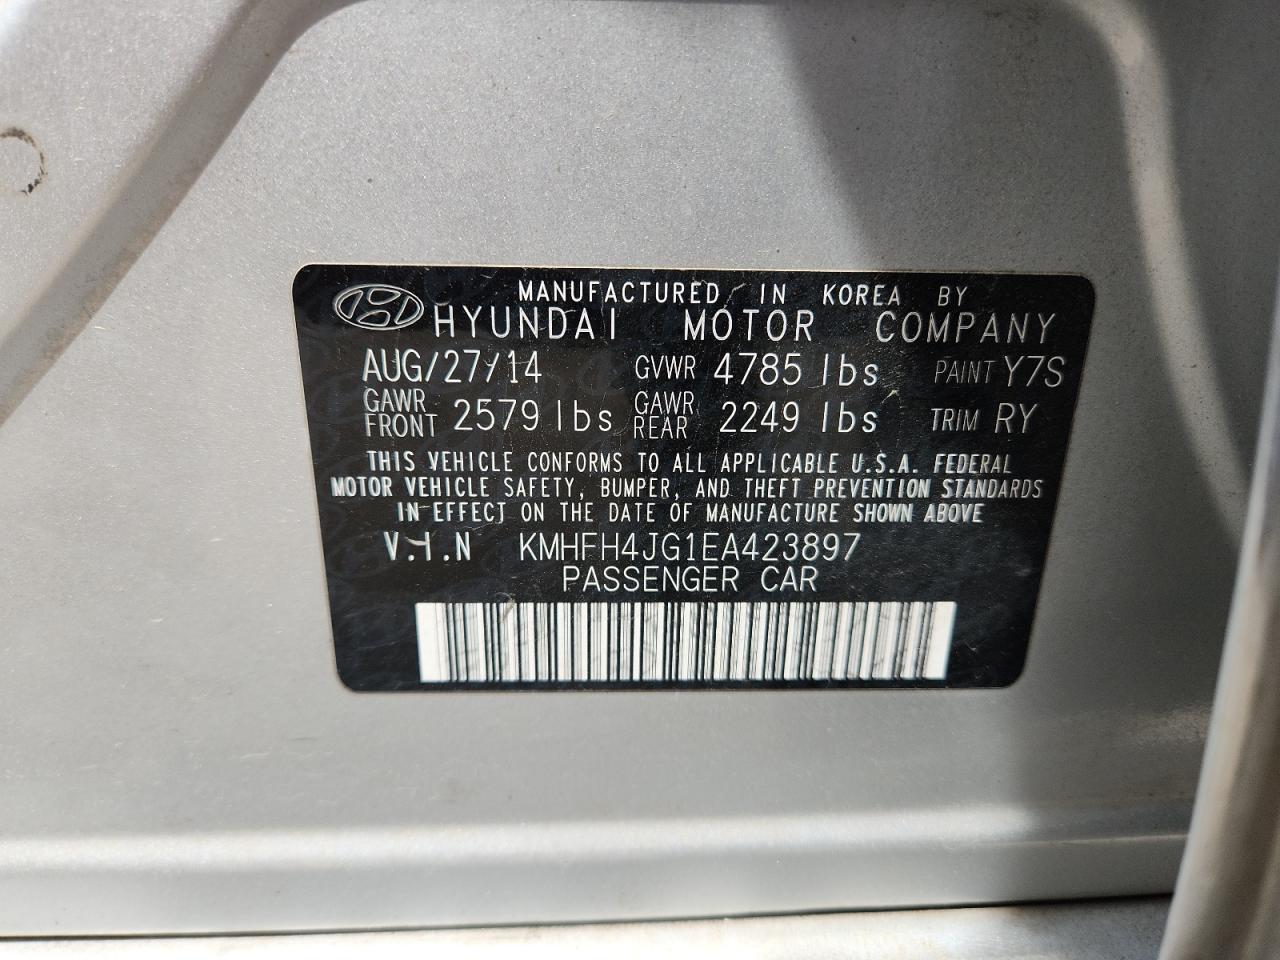 MANUFACTURED IN KOREA BY
HYUNDAI MOTOR COMPANY
AUG/27/14 GVWR 4785 lbs PAINT Y7S
GAWR FRONT 2579 lbs GAWR REAR 2249 lbs TRIM RY
THIS VEHICLE CONFORMS TO ALL APPLICABLE U.S.A. FEDERAL
MOTOR VEHICLE SAFETY, BUMPER, AND THEFT PREVENTION STANDARDS
IN EFFECT ON THE DATE OF MANUFACTURE SHOWN ABOVE
V.I.N KMHFH4JG1EA423897
PASSENGER CAR